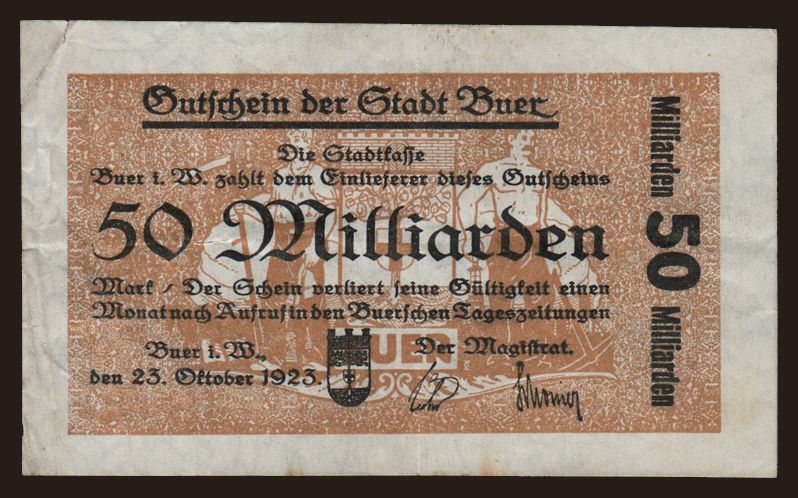 Gutschein der Stadt Buer
Die Stadtkasse
Buer i. W. zahlt dem Einlieferer dieses Gutscheins
50 Milliarden
Mark / Der Schein verliert seine Gültigkeit einen
Monat nach Aufruf in den Buerschen Tageszeitungen
Buer i. W.,
den 23. Oktober 1923.
Der Magistrat.
Milliarden 50 Milliarden